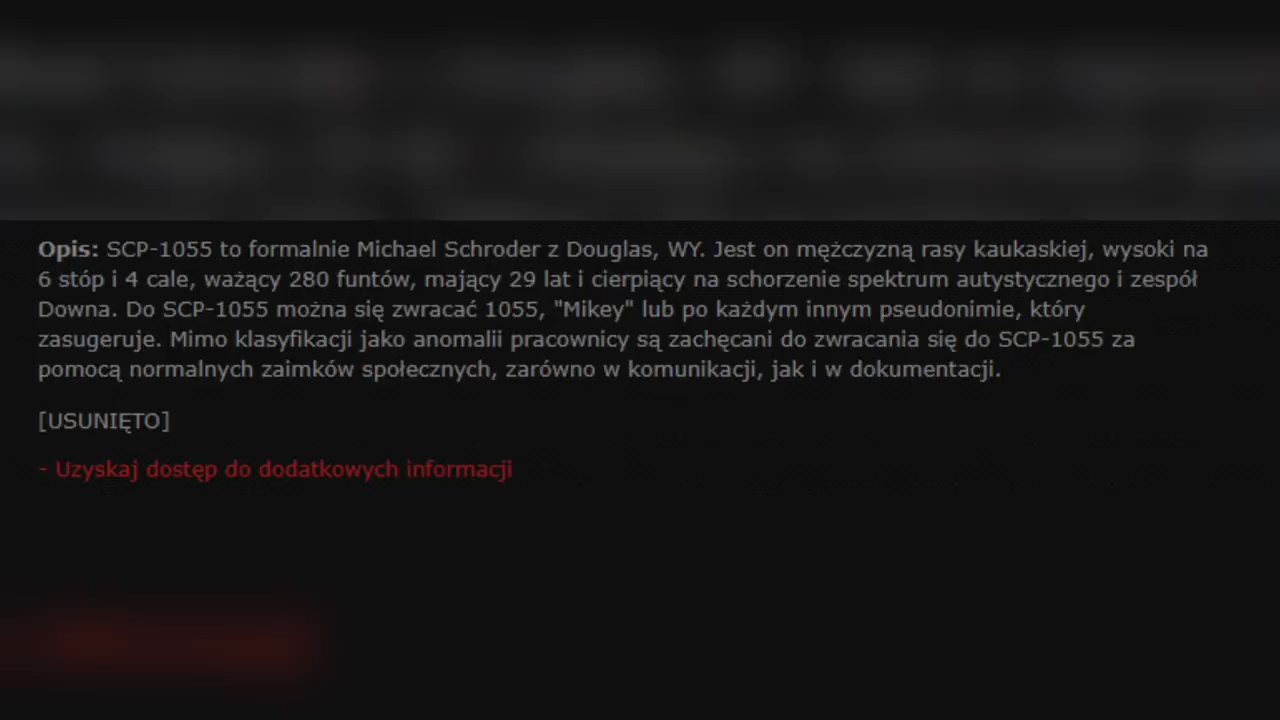 Opis: SCP-1055 to formalnie Michael Schroder z Douglas, WY. Jest on mężczyzną rasy kaukaskiej, wysoki na
6 stóp i 4 cale, ważący 280 funtów, mający 29 lat i cierpiący na schorzenie spektrum autystycznego i zespół
Downa. Do SCP-1055 można się zwracać 1055, "Mikey" lub po każdym innym pseudonimie, który
zasugeruje. Mimo klasyfikacji jako anomalii pracownicy są zachęcani do zwracania się do SCP-1055 za
pomocą normalnych zaimków społecznych, zarówno w komunikacji, jak i w dokumentacji.
[USUNIĘTO]
- Uzyskaj dostęp do dodatkowych informacji